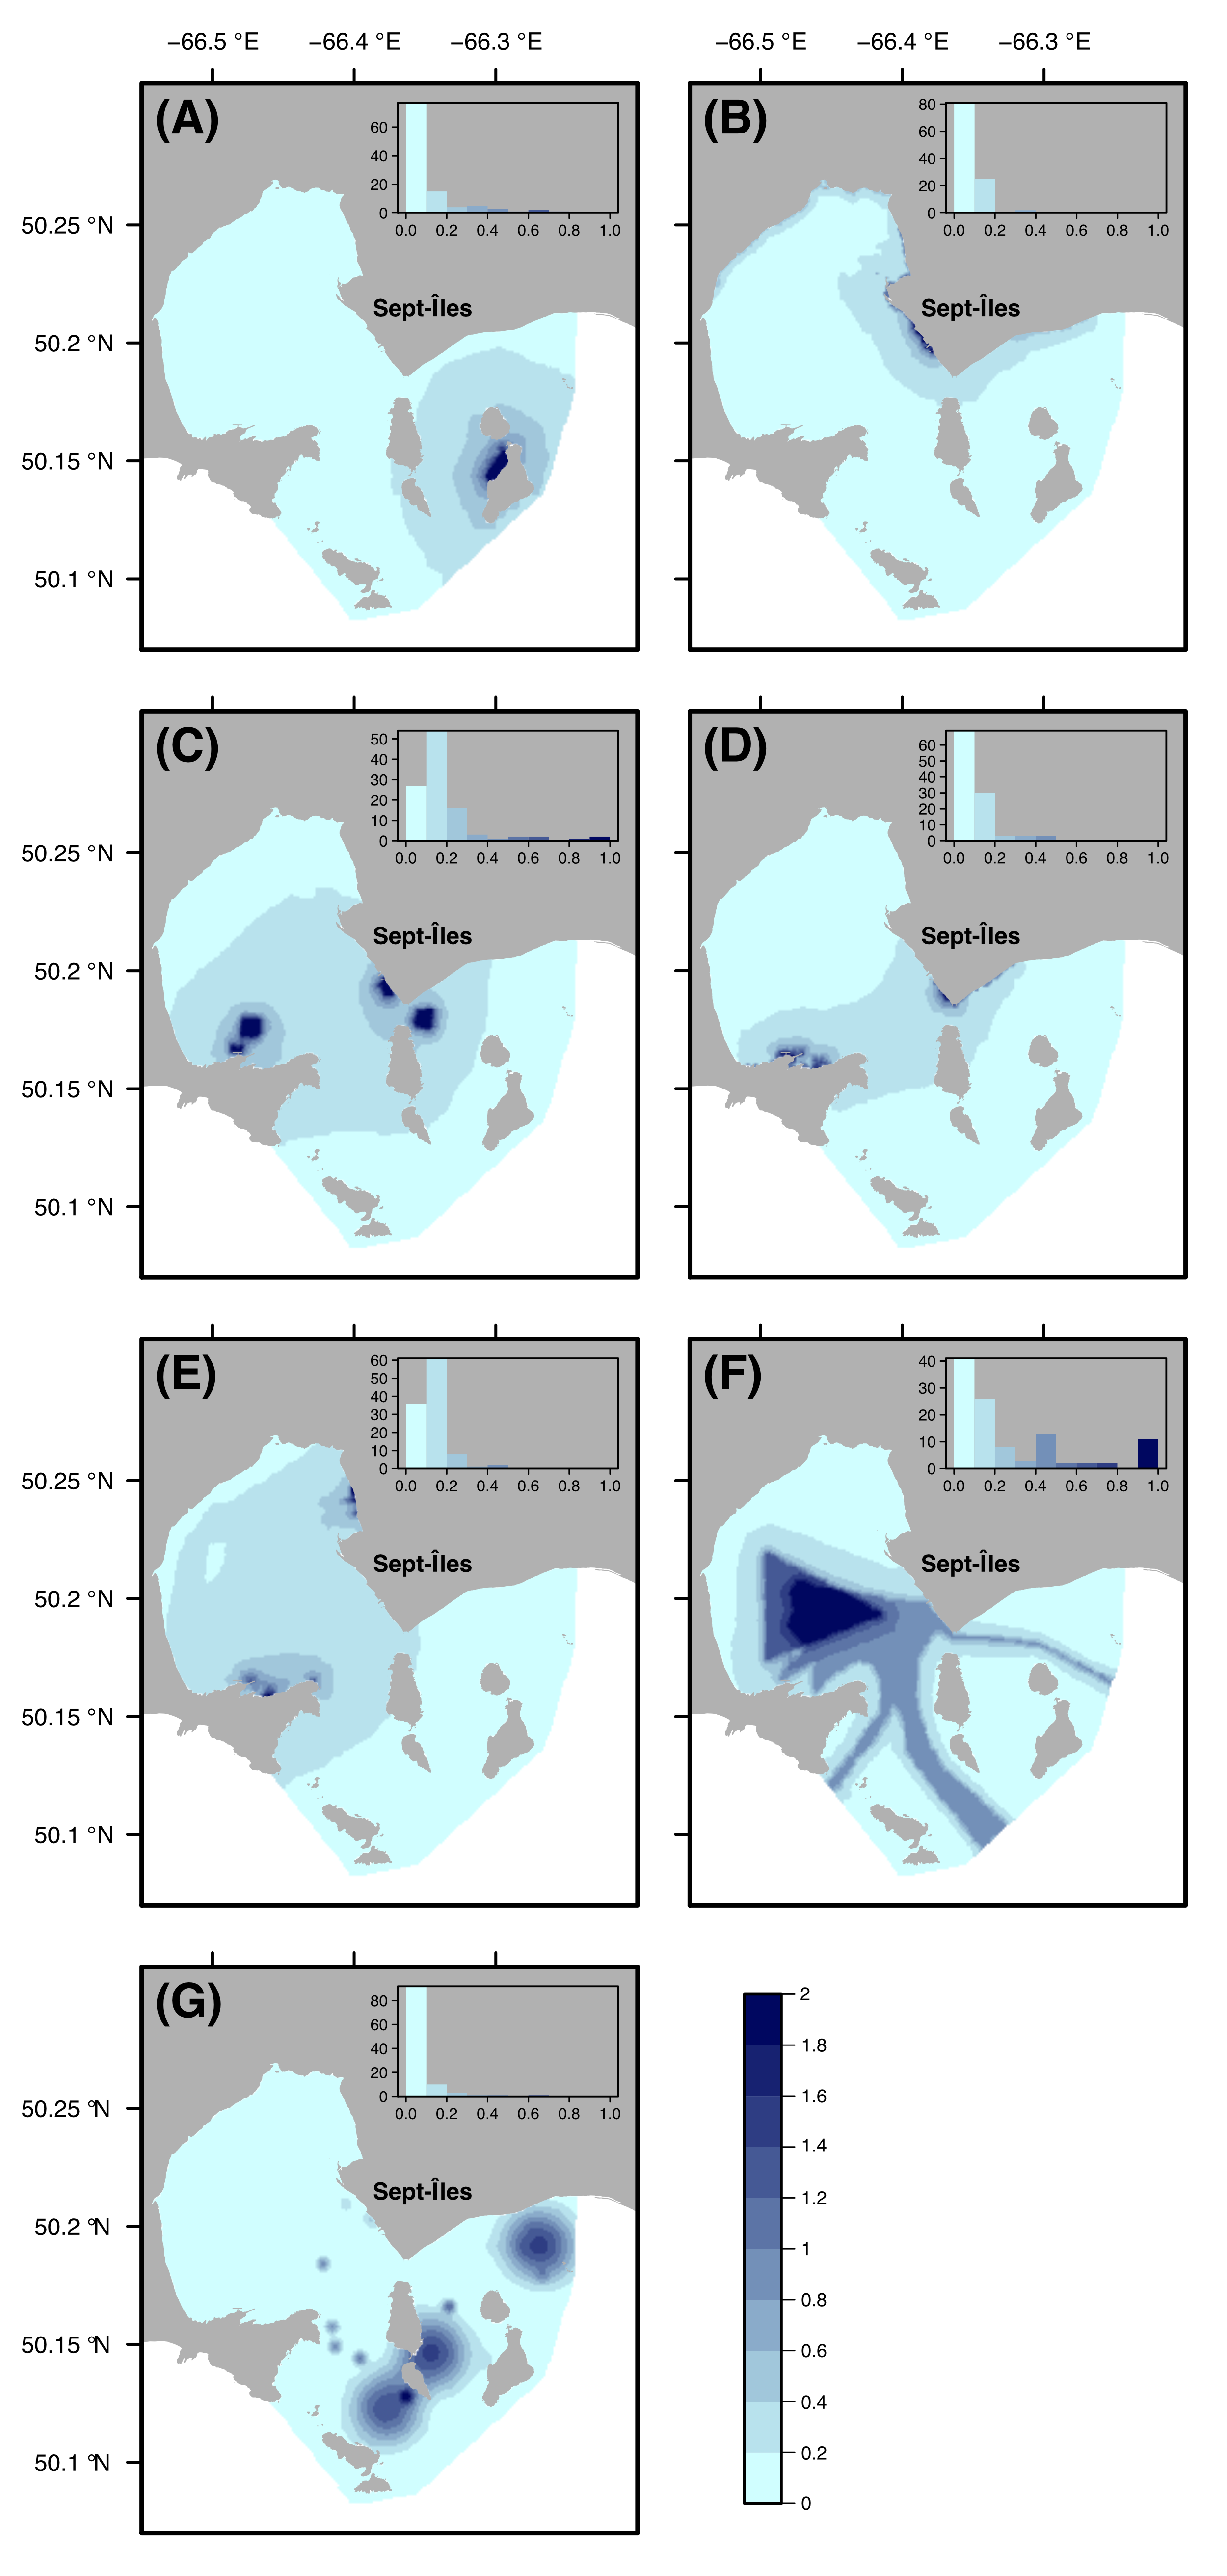 −66.5 °E −66.4 °E −66.3 °E −66.5 °E −66.4 °E −66.3 °E
(A) (B)
60 40 20 0
0.0 0.2 0.4 0.6 0.8 1.0
80 60 40 20 0
0.0 0.2 0.4 0.6 0.8 1.0
50.25 °N
Sept-Îles Sept-Îles
50.2 °N
50.15 °N
50.1 °N
(C) (D)
50 40 30 20 10 0
0.0 0.2 0.4 0.6 0.8 1.0
60 50 40 30 20 10 0
0.0 0.2 0.4 0.6 0.8 1.0
50.25 °N
Sept-Îles Sept-Îles
50.2 °N
50.15 °N
50.1 °N
(E) (F)
60 50 40 30 20 10 0
0.0 0.2 0.4 0.6 0.8 1.0
40 30 20 10 0
0.0 0.2 0.4 0.6 0.8 1.0
50.25 °N
Sept-Îles Sept-Îles
50.2 °N
50.15 °N
50.1 °N
(G)
80 60 40 20 0
0.0 0.2 0.4 0.6 0.8 1.0
50.25 °N
Sept-Îles
50.2 °N
50.15 °N
50.1 °N
2
1.8
1.6
1.4
1.2
1
0.8
0.6
0.4
0.2
0